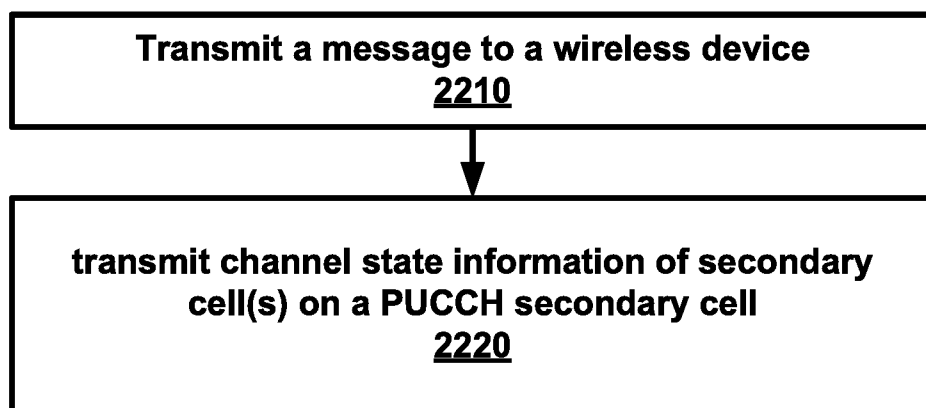 Transmit a message to a wireless device
2210
transmit channel state information of secondary
cell(s) on a PUCCH secondary cell
2220